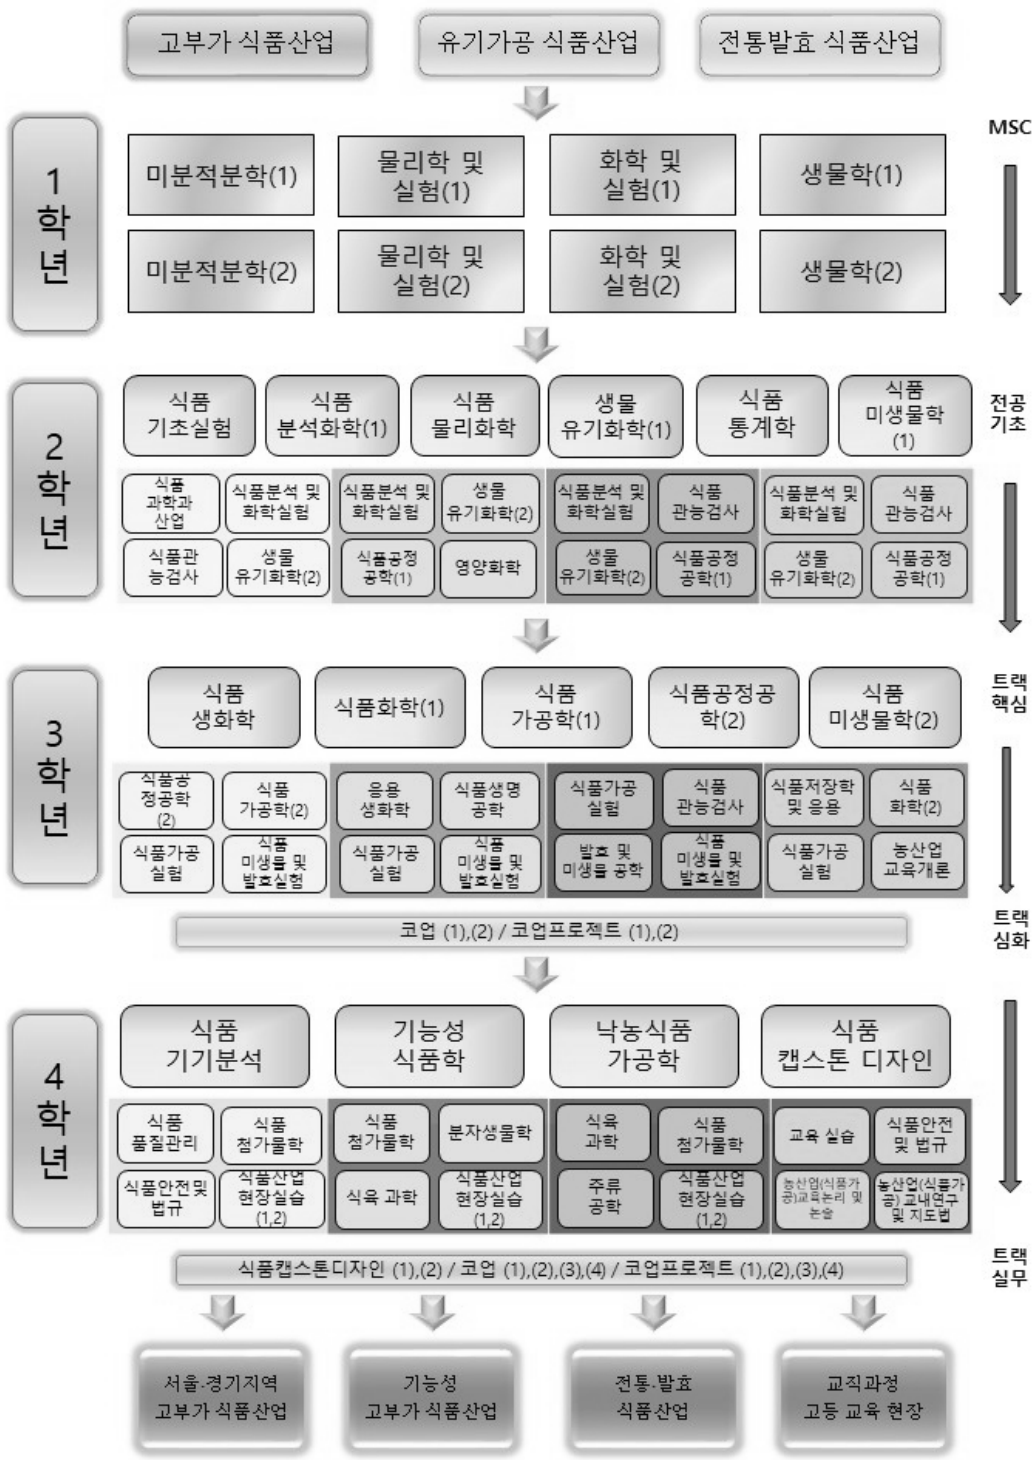 고부가 식품산업
유기가공 식품산업
전통발효 식품산업
MSC
1
학
년
미분적분학(1)
물리학 및
실험(1)
화학 및
실험(1)
생물학(1)
미분적분학(2)
물리학 및
실험(2)
화학 및
실험(2)
생물학(2)
2
학
년
식품
기초실험
식품
분석화학(1)
식품
물리화학
생물
유기화학(1)
식품
통계학
식품
미생물학
(1)
전공
기초
식품
과학과
산업
식품분석 및
화학실험
식품분석 및
화학실험
생물
유기화학(2)
식품분석 및
화학실험
식품
관능검사
식품분석 및
화학실험
식품
관능검사
식품관
능검사
생물
유기화학(2)
식품공정
공학(1)
영양화학
생물
유기화학(2)
식품공정
공학(1)
생물
유기화학(2)
식품공정
공학(1)
3
학
년
식품
생화학
식품화학(1)
식품
가공학(1)
식품공정공
학(2)
식품
미생물학(2)
트랙
핵심
식품공
정공학
(2)
식품
가공학(2)
응용
생화학
식품생명
공학
식품가공
실험
식품
관능검사
식품저장학
및 응용
식품
화학(2)
식품가공
실험
식품
미생물 및
발효실험
식품가공
실험
식품
미생물 및
발효실험
발효 및
미생물 공학
식품
미생물 및
발효실험
식품가공
실험
농산업
교육개론
코업 (1),(2) / 코업프로젝트 (1),(2)
트랙
심화
4
학
년
식품
기기분석
기능성
식품학
낙농식품
가공학
식품
캡스톤 디자인
식품
품질관리
식품
첨가물학
식품
첨가물학
분자생물학
식육
과학
식품
첨가물학
교육 실습
식품안전
및 법규
식품안전및
법규
식품산업
현장실습
(1,2)
식육 과학
식품산업
현장실습
(1,2)
주류
공학
식품산업
현장실습
(1,2)
농산업(식품가
공)교육논리 및
논술
농산업(식품가
공) 교내연구
및 지도법
식품캡스톤디자인 (1),(2) / 코업 (1),(2),(3),(4) / 코업프로젝트 (1),(2),(3),(4)
트랙
실무
서울·경기지역
고부가 식품산업
기능성
고부가 식품산업
전통·발효
식품산업
교직과정
고등 교육 현장